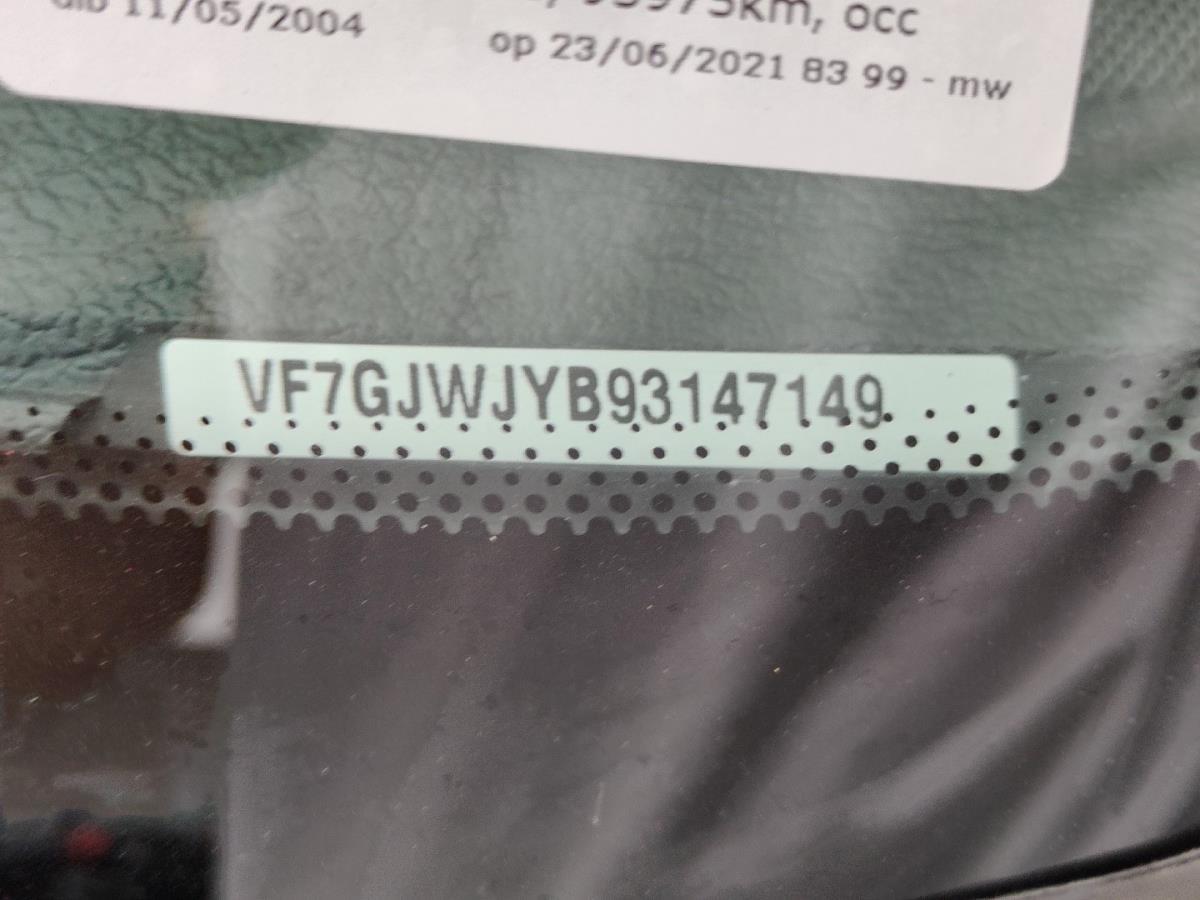 11/05/2004
km, occ
op 23/06/2021 83 99 - mw
VF7GJWJYB93147149